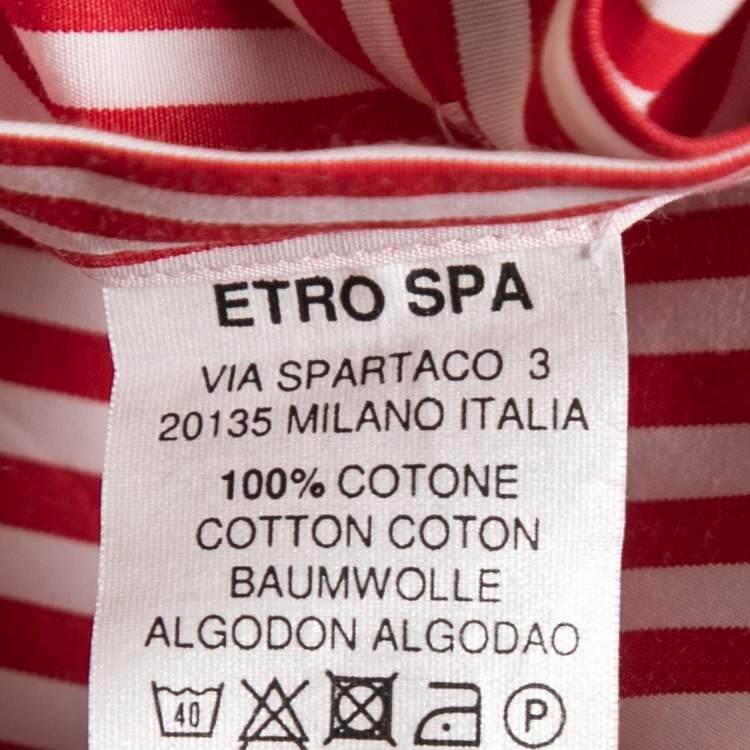 ETRO SPA
VIA SPARTACO 3
20135 MILANO ITALIA
100% COTONE
COTTON COTON
BAUMWOLLE
ALGODON ALGODAO
40 P